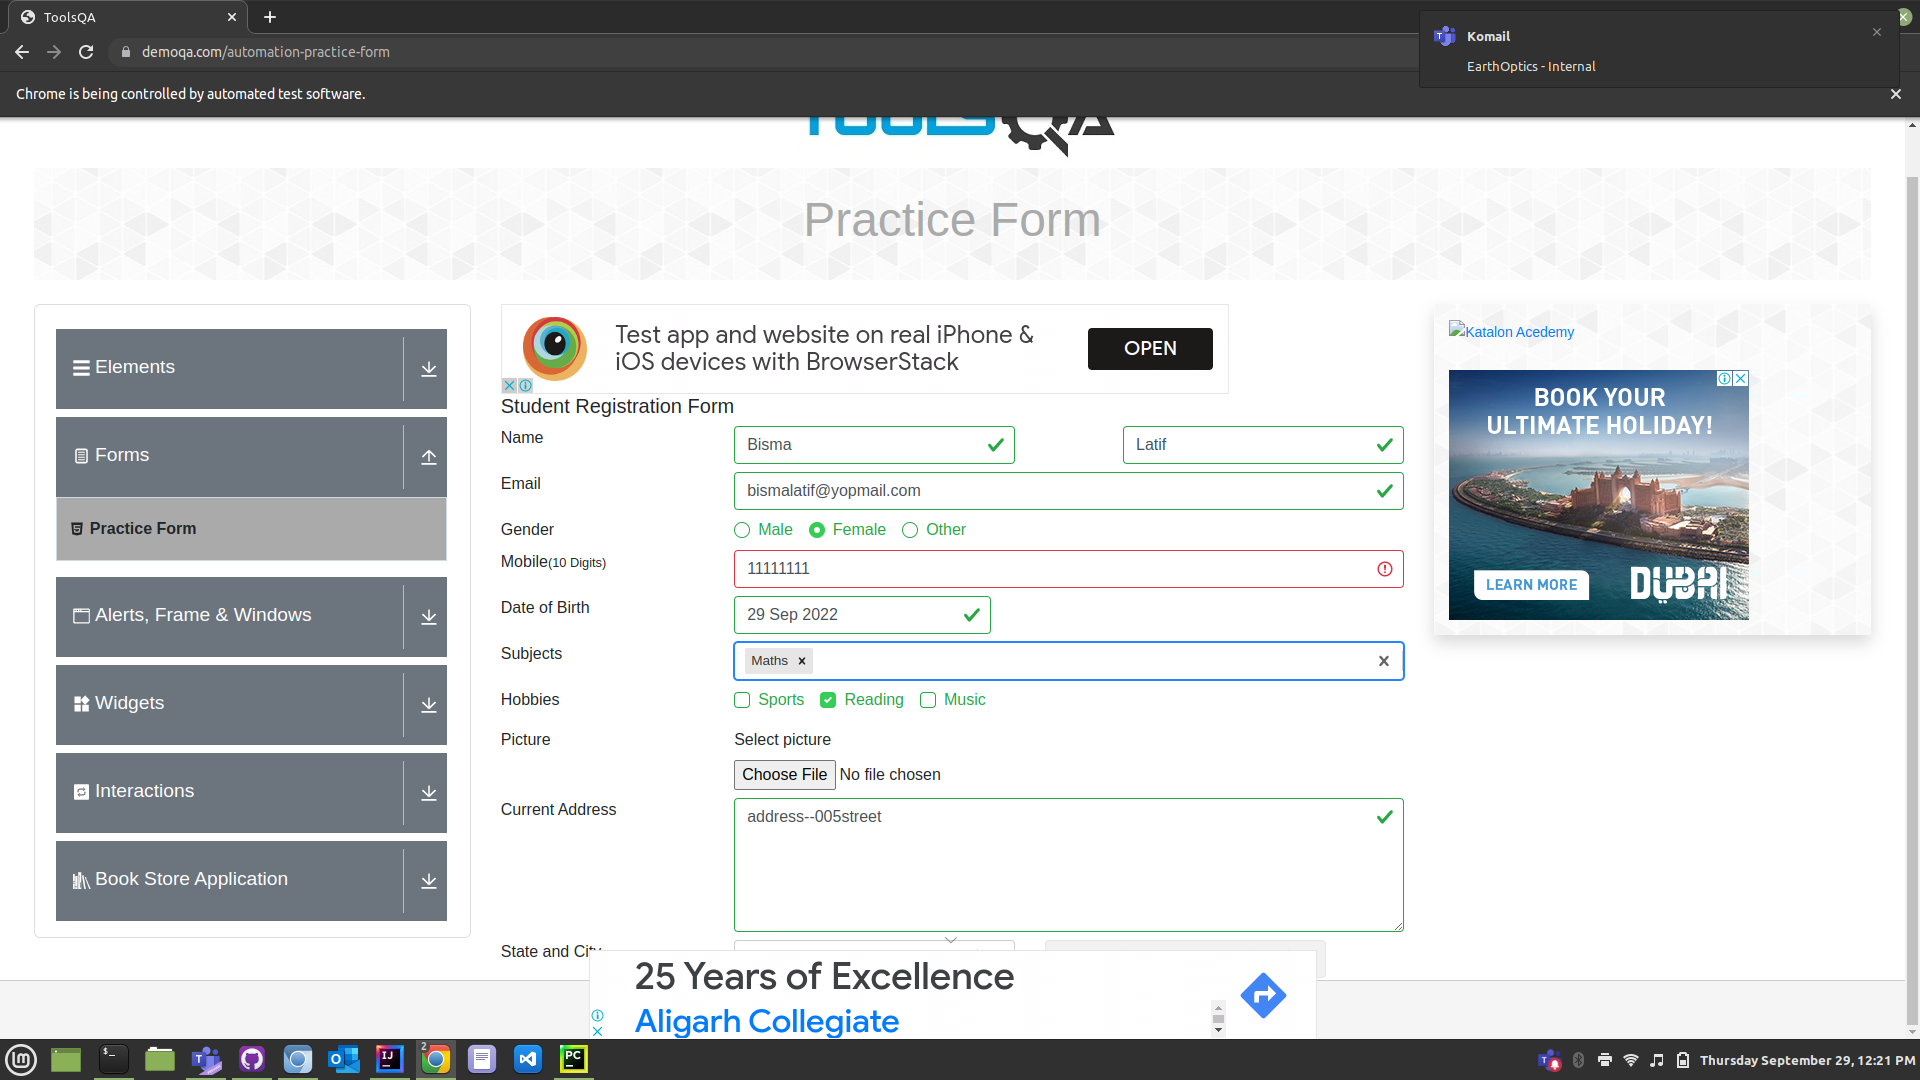 ToolsQA
demoqa.com/automation-practice-form
Komail
EarthOptics - Internal
Chrome is being controlled by automated test software.
TOOLSQA
Practice Form
Elements
Forms
Practice Form
Alerts, Frame & Windows
Widgets
Interactions
Book Store Application
Test app and website on real iPhone &
iOS devices with BrowserStack
OPEN
Student Registration Form
Name
Bisma
Latif
Email
bismalatif@yopmail.com
Gender
Male
Female
Other
Mobile(10 Digits)
11111111
Date of Birth
29 Sep 2022
Subjects
Maths
Hobbies
Sports
Reading
Music
Picture
Select picture
Choose File No file chosen
Current Address
address--005street
State and City
Katalon Acedemy
BOOK YOUR
ULTIMATE HOLIDAY!
LEARN MORE
DUBAI
25 Years of Excellence
Aligarh Collegiate
2
Thursday September 29, 12:21 PM